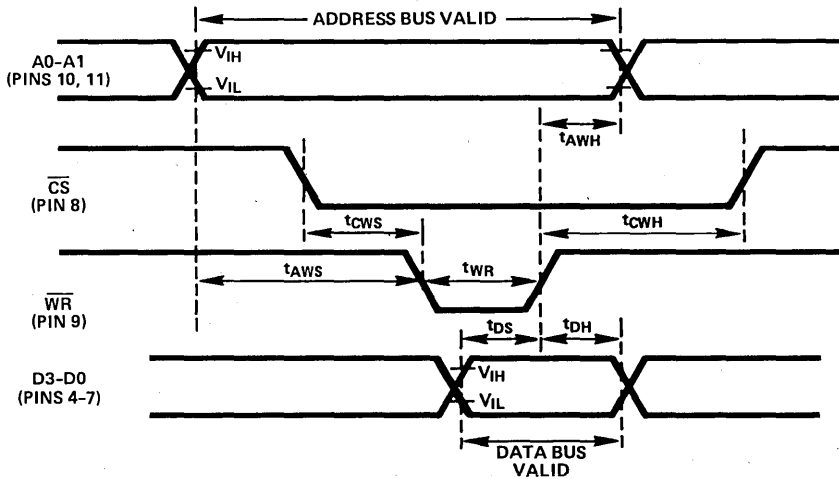 ADDRESS BUS VALID
A0-A1
(PINS 10, 11)
VIH
VIL
tAWH
CS
(PIN 8)
tCWS
tCWH
tAWS
tWR
WR
(PIN 9)
tDS
tDH
D3-D0
(PINS 4-7)
VIH
VIL
DATA BUS
VALID